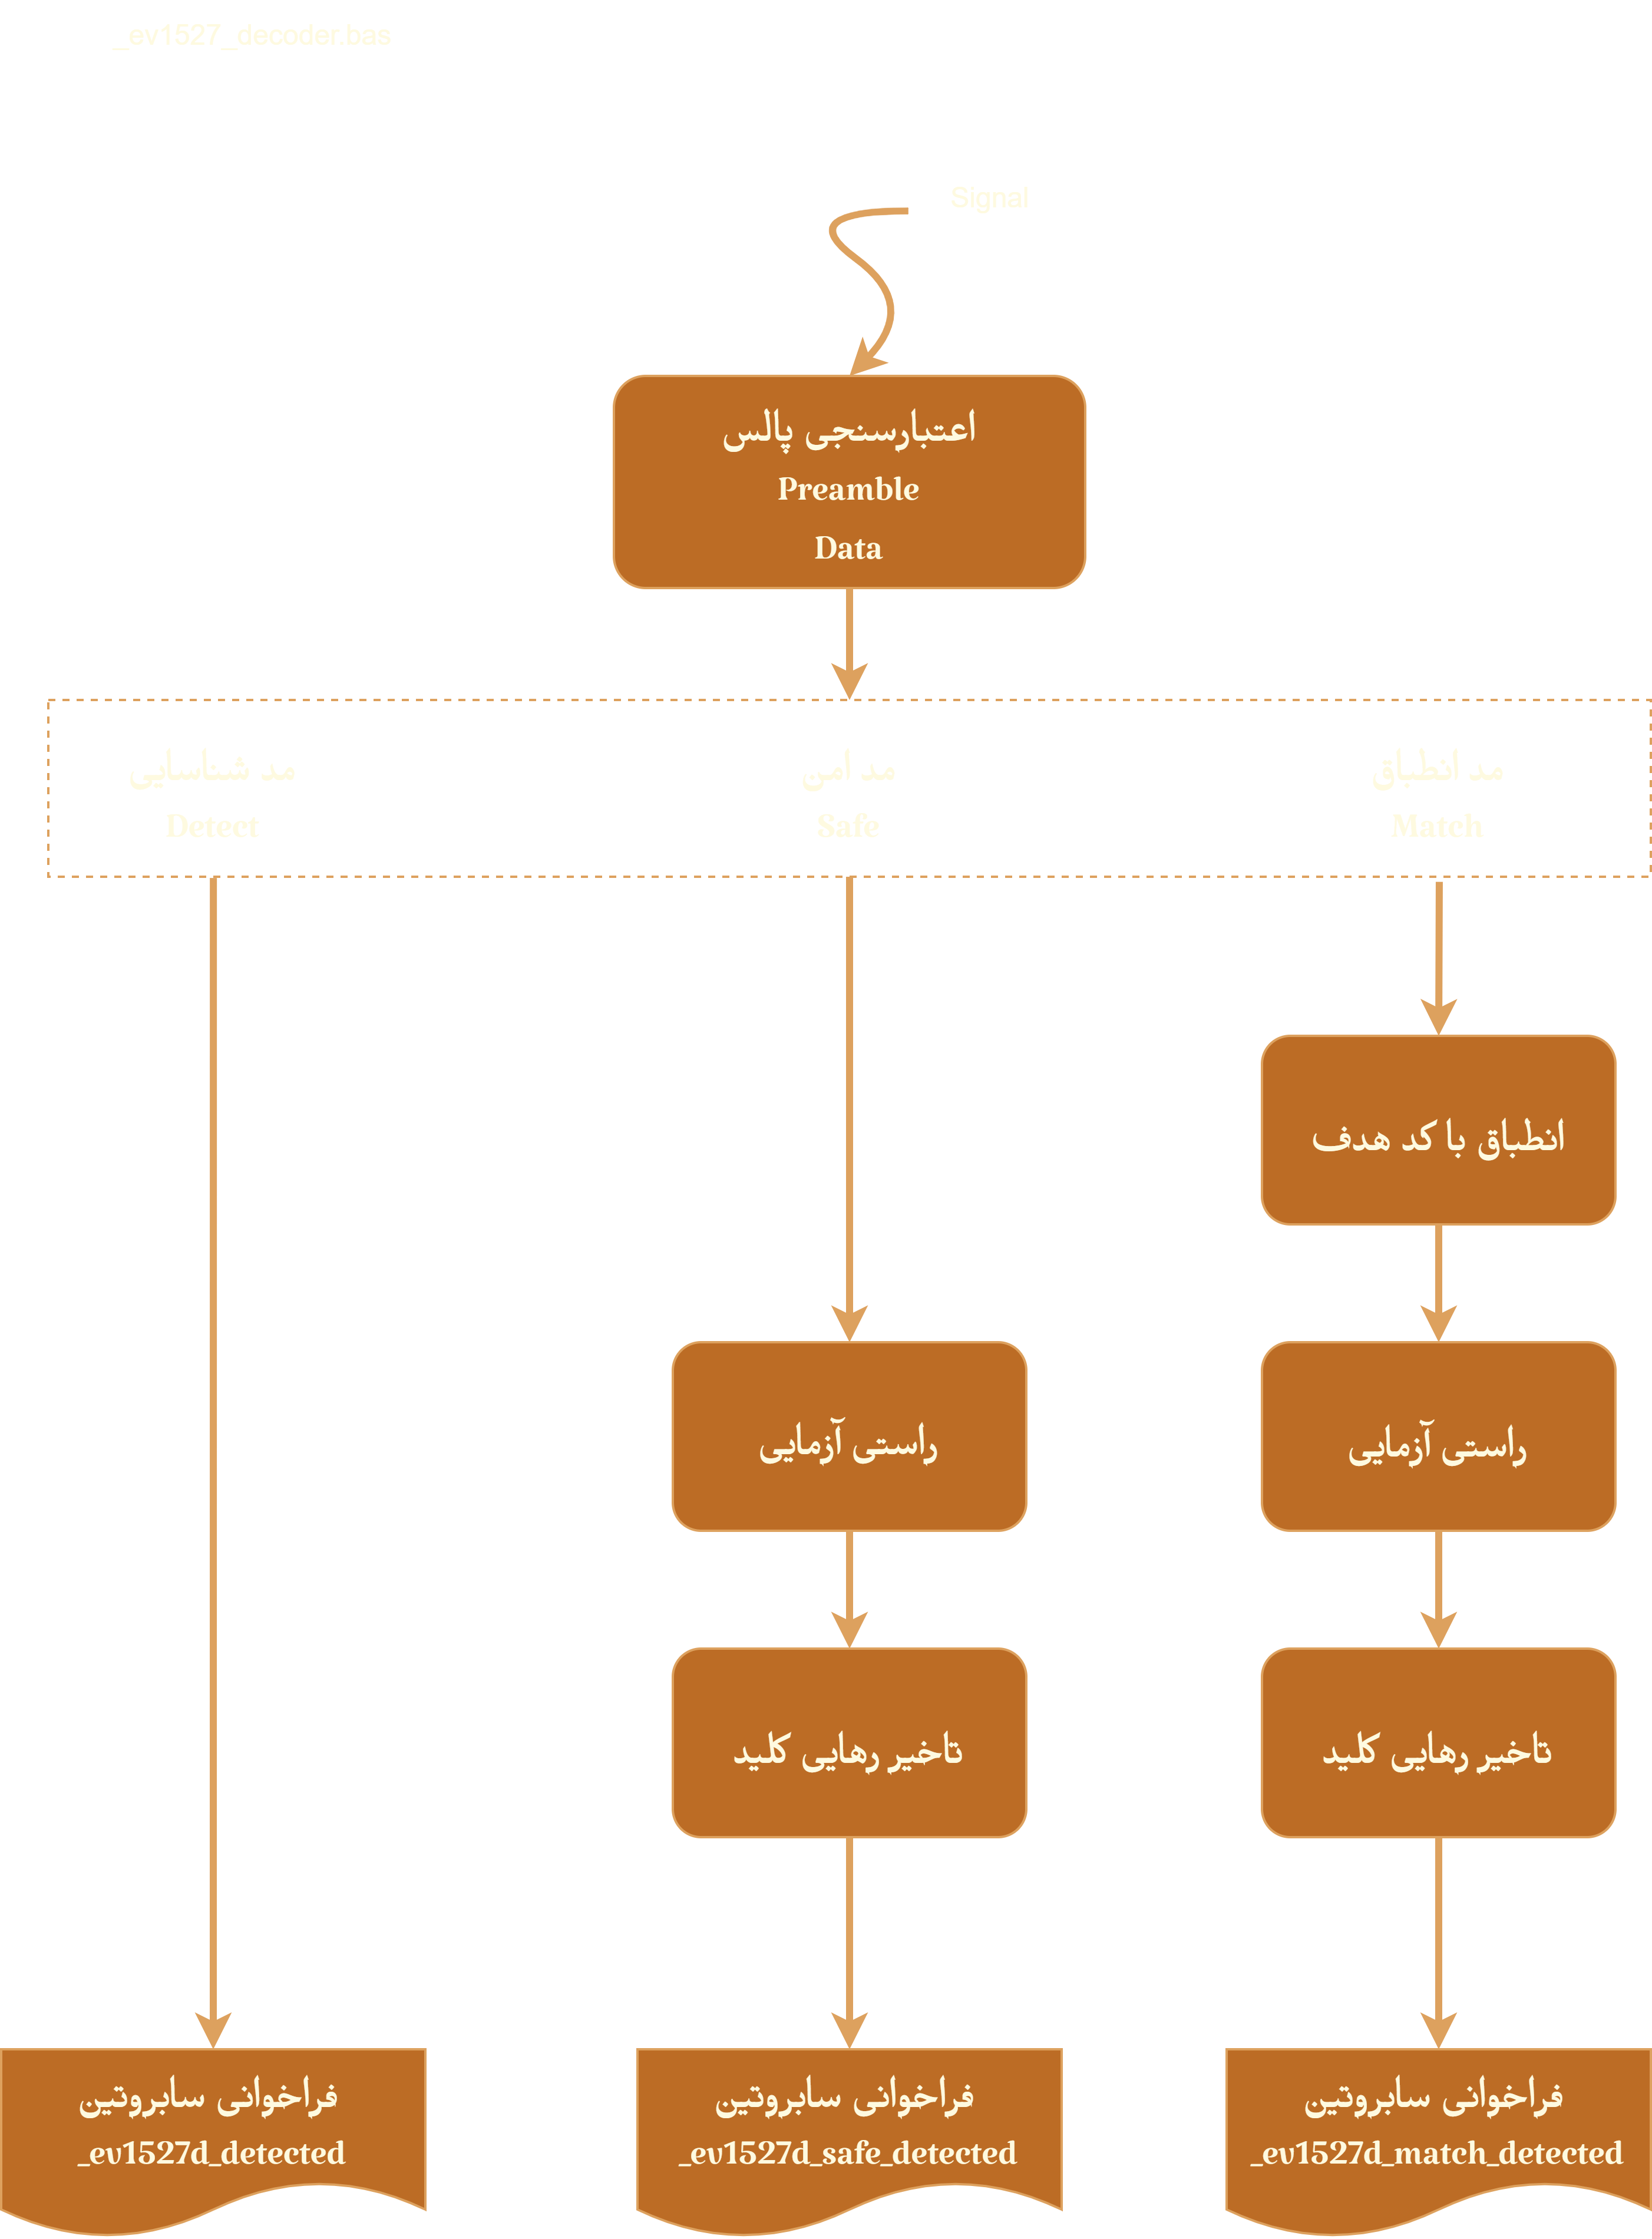 _ev1527_decoder.bas
Signal
اعتبارسنجی پالس
Preamble
Data
مد شناسایی
Detect
مد امن
Safe
مد انطباق
Match
انطباق با کد هدف
راستی آزمایی
راستی آزمایی
تاخیر رهایی کلید
تاخیر رهایی کلید
فراخوانی سابروتین
_ev1527d_detected
فراخوانی سابروتین
_ev1527d_safe_detected
فراخوانی سابروتین
_ev1527d_match_detected